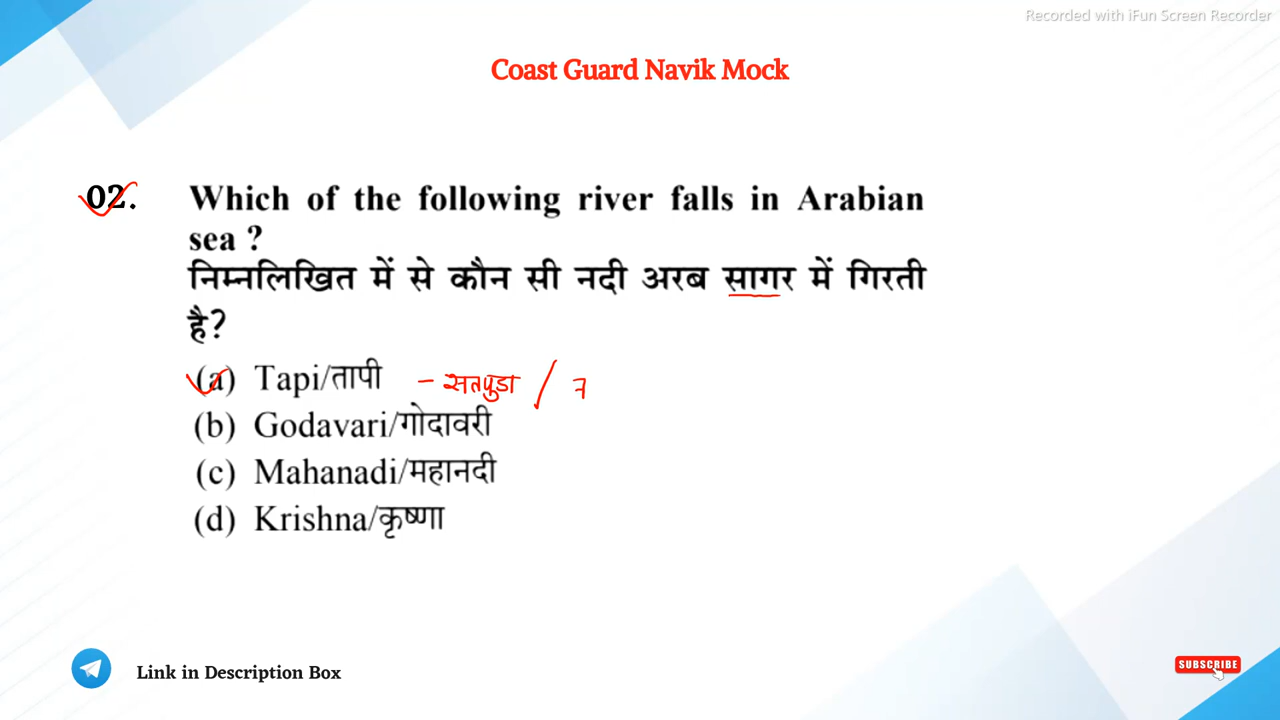 Recorded with iFun Screen Recorder
Coast Guard Navik Mock
02. Which of the following river falls in Arabian
sea ?
निम्नलिखित में से कौन सी नदी अरब सागर में गिरती
है?
(a) Tapi/तापी - सतपुडा /
(b) Godavari/गोदावरी
(c) Mahanadi/महानदी
(d) Krishna/कृष्णा
Link in Description Box
SUBSCRIBE